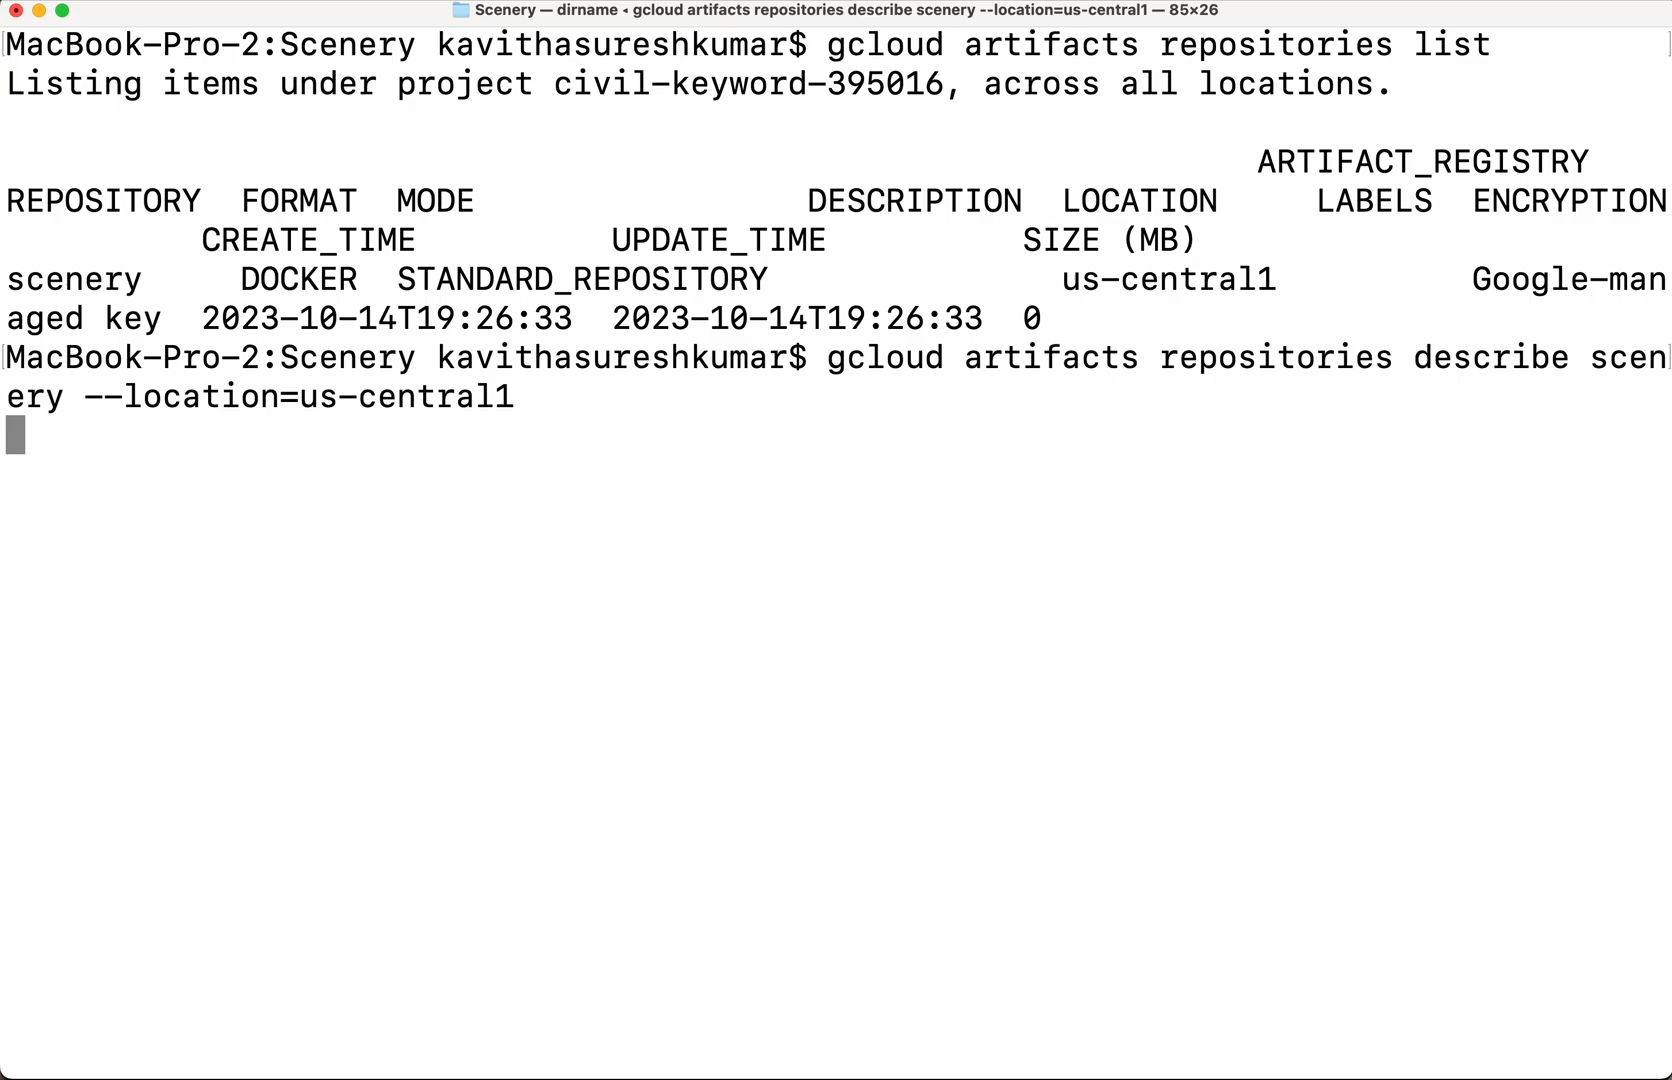 Scenery — dirname ◂ gcloud artifacts repositories describe scenery --location=us-central1 — 85×26
MacBook-Pro-2:Scenery kavithasureshkumar$ gcloud artifacts repositories list
Listing items under project civil-keyword-395016, across all locations.
ARTIFACT_REGISTRY
REPOSITORY  FORMAT  MODE                 DESCRIPTION  LOCATION     LABELS  ENCRYPTION
CREATE_TIME          UPDATE_TIME          SIZE (MB)
scenery     DOCKER  STANDARD_REPOSITORY               us-central1          Google-man
aged key  2023-10-14T19:26:33  2023-10-14T19:26:33  0
MacBook-Pro-2:Scenery kavithasureshkumar$ gcloud artifacts repositories describe scen
ery --location=us-central1